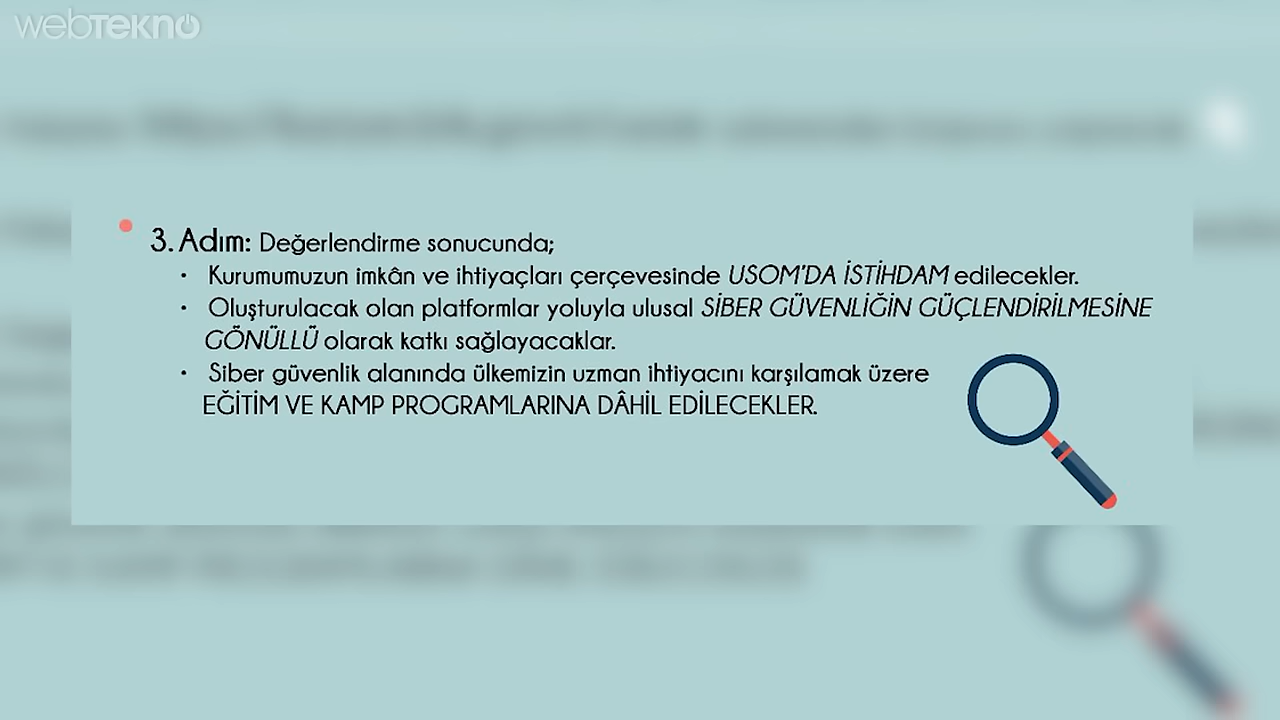 webTEKNO
3. Adım: Değerlendirme sonucunda;
• Kurumumuzun imkân ve ihtiyaçları çerçevesinde USOM'DA İSTİHDAM edilecekler.
• Oluşturulacak olan platformlar yoluyla ulusal SİBER GÜVENLİĞİN GÜÇLENDİRİLMESİNE
GÖNÜLLÜ olarak katkı sağlayacaklar.
• Siber güvenlik alanında ülkemizin uzman ihtiyacını karşılamak üzere
EĞİTİM VE KAMP PROGRAMLARINA DÂHİL EDİLECEKLER.